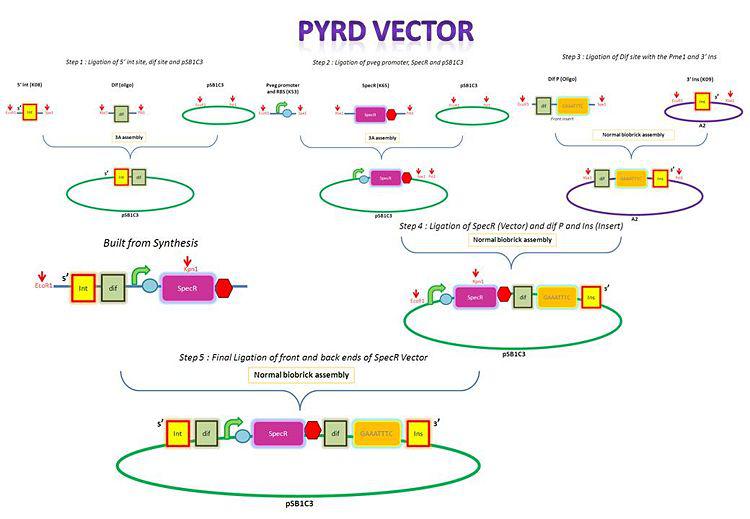 PYRD VECTOR
Step 1 : Ligation of 5' int site, dif site and pSB1C3
Step 2 : Ligation of pveg promoter, SpecR and pSB1C3
Step 3 : Ligation of Dif site with the Pme1 and 3' Ins
5' Int (K08)
Dif (oligo)
pSB1C3
Pveg promoter
and RBS (K53)
SpecR (K65)
pSB1C3
Dif P (Oligo)
3' Ins (K09)
Int
dif
SpecR
dif
GAAATTTC
Ins
EcoR1
Front insert
A2
3A assembly
3A assembly
Normal biobrick assembly
5'
Int
dif
pSB1C3
SpecR
pSB1C3
dif
GAAATTTC
Ins
3'
A2
Step 4 : Ligation of SpecR (Vector) and dif P and Ins (Insert)
Normal biobrick assembly
Built from Synthesis
EcoR1
5'
Int
dif
Kpn1
SpecR
EcoR1
Kpn1
SpecR
dif
GAAATTTC
Ins
3'
pSB1C3
Step 5 : Final Ligation of front and back ends of SpecR Vector
Normal biobrick assembly
5'
Int
dif
SpecR
dif
GAAATTTC
Ins
3'
pSB1C3